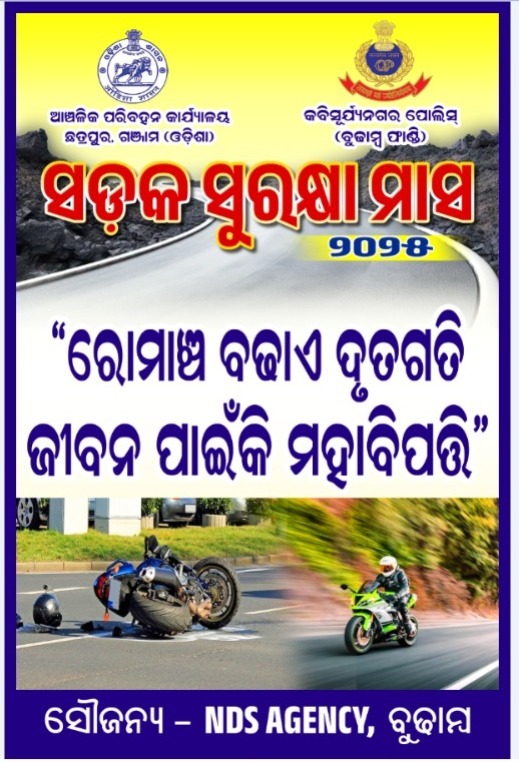 ଆଞ୍ଚଳିକ ପରିବହନ କାର୍ଯ୍ୟାଳୟ
ଛତ୍ରପୁର, ଗଞ୍ଜାମ (ଓଡ଼ିଶା)
କବିସୂର୍ଯ୍ୟନଗର ପୋଲିସ୍
(ବୁଢାମ୍ବ ଫାଣ୍ଡି)
ସଡ଼କ ସୁରକ୍ଷା ମାସ
୨୦୨୫
“ରୋମାଞ୍ଚ ବଢାଏ ଦୃତଗତି
ଜୀବନ ପାଇଁକି ମହାବିପତ୍ତି”
ସୌଜନ୍ୟ – NDS AGENCY, ବୁଢାମ୍ବ